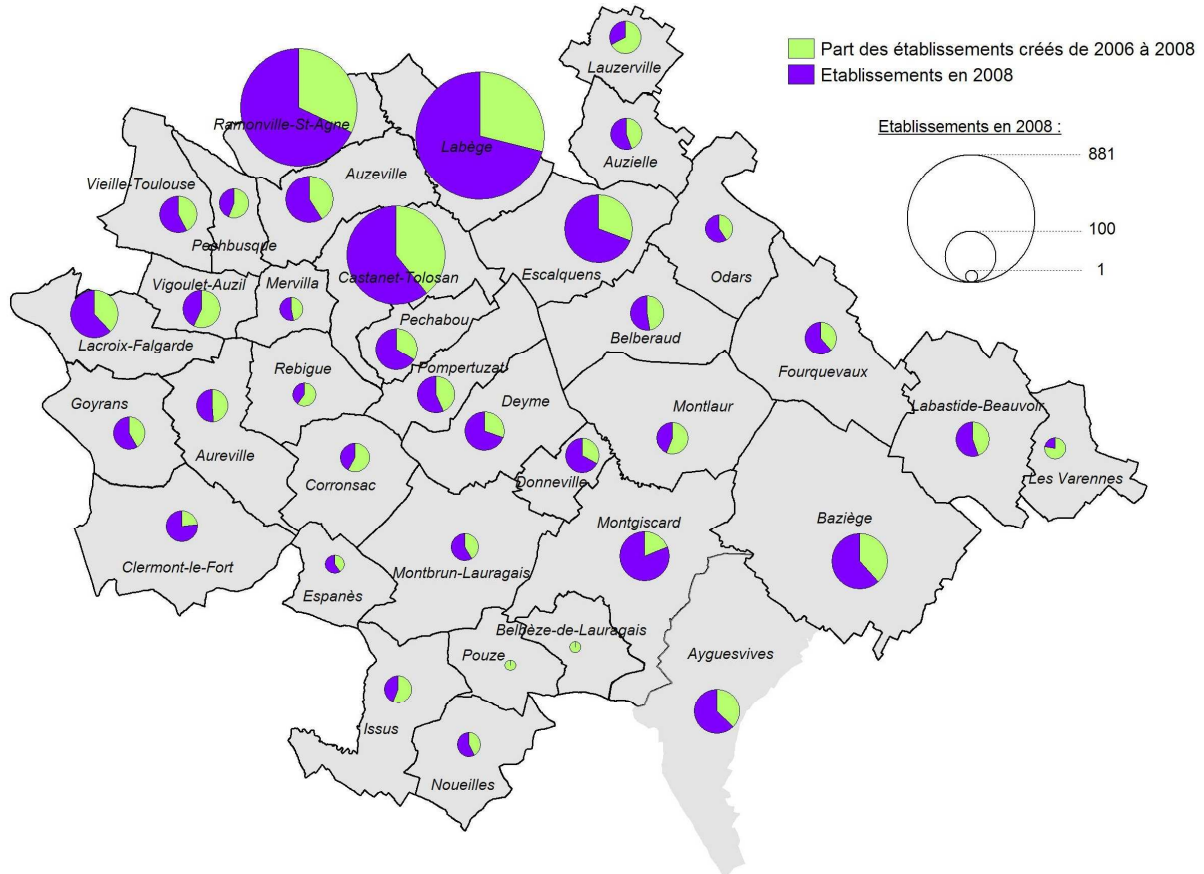 Part des établissements créés de 2006 à 2008
Etablissements en 2008
Etablissements en 2008 :
881
100
1
Lauzerville
Ramonville-St-Agne
Labège
Auzielle
Auzeville
Vieille-Toulouse
Pechbusque
Castanet-Tolosan
Escalquens
Odars
Vigoulet-Auzil
Mervilla
Pechabou
Belberaud
Lacroix-Falgarde
Fourquevaux
Rebigue
Pompertuzat
Goyrans
Deyme
Montlaur
Labastide-Beauvoir
Aureville
Les Varennes
Corronsac
Donneville
Baziège
Montgiscard
Clermont-le-Fort
Montbrun-Lauragais
Espanès
Belbèze-de-Lauragais
Pouze
Ayguesvives
Issus
Noueilles